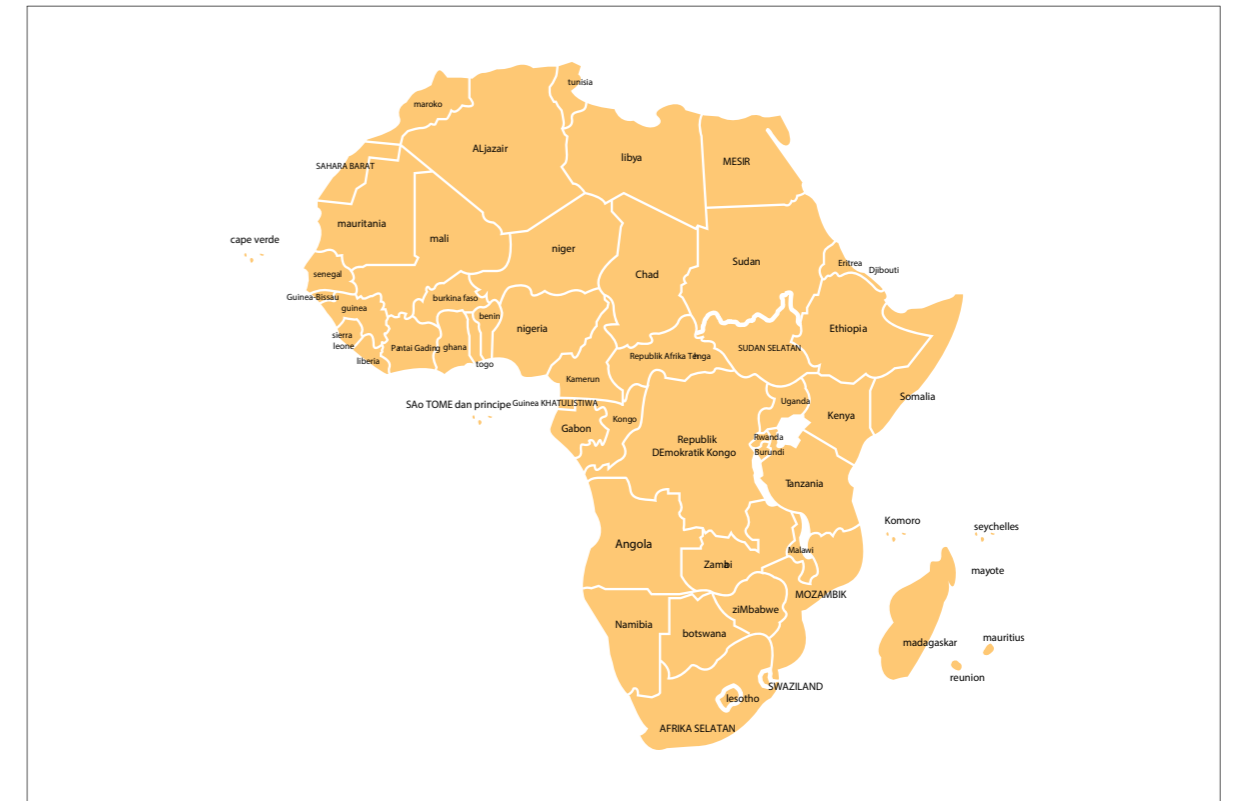 tunisia
maroko
ALjazair
libya
MESIR
SAHARA BARAT
mauritania
mali
niger
Chad
Sudan
Eritrea
Djibouti
cape verde
senegal
Guinea-Bissau
guinea
burkina faso
benin
nigeria
Ethiopia
sierra
leone
liberia
Pantai Gading
ghana
togo
Republik Afrika Tenga
SUDAN SELATAN
Kamerun
SAo TOME dan principe
Guinea KHATULISTIWA
Gabon
Kongo
Uganda
Kenya
Somalia
Republik
DEmokratik Kongo
Rwanda
Burundi
Tanzania
Komoro
seychelles
Angola
Zambi
Malawi
mayote
MOZAMBIK
ziMbabwe
Namibia
botswana
madagaskar
mauritius
reunion
SWAZILAND
lesotho
AFRIKA SELATAN